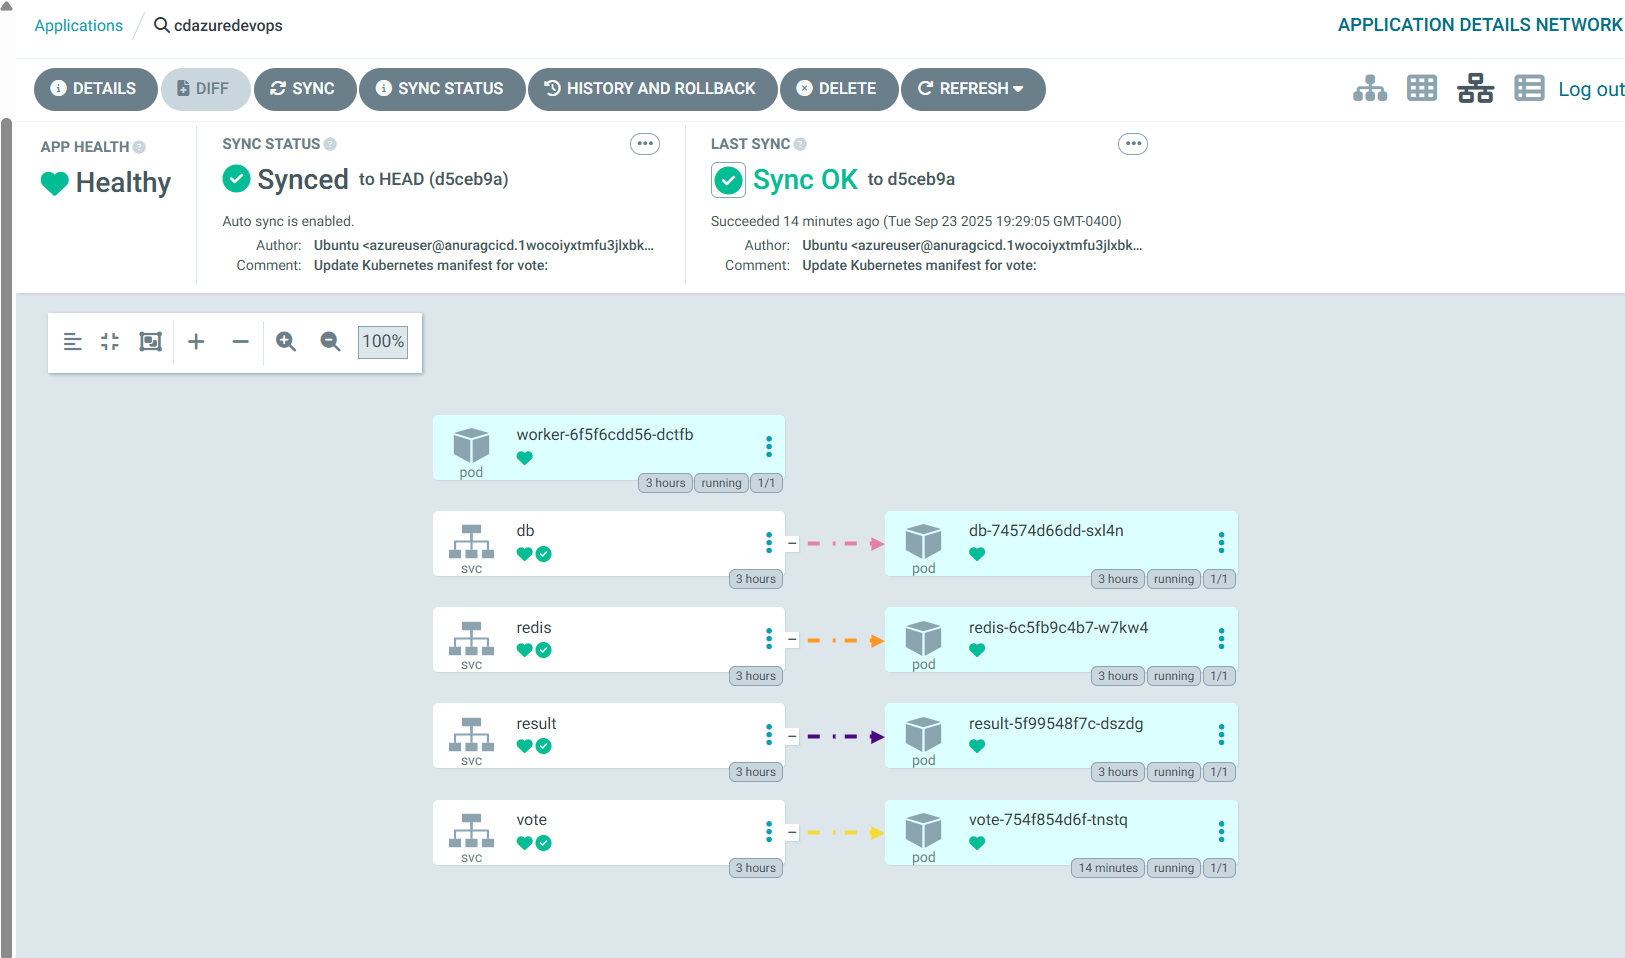 Applications / cdazuredevops
APPLICATION DETAILS NETWORK
DETAILS
DIFF
SYNC
SYNC STATUS
HISTORY AND ROLLBACK
DELETE
REFRESH
Log out
APP HEALTH
Healthy
SYNC STATUS
Synced to HEAD (d5ceb9a)
Auto sync is enabled.
Author: Ubuntu <azureuser@anuragcicd.1wocoiyxtmfu3jlxbk...
Comment: Update Kubernetes manifest for vote:
LAST SYNC
Sync OK to d5ceb9a
Succeeded 14 minutes ago (Tue Sep 23 2025 19:29:05 GMT-0400)
Author: Ubuntu <azureuser@anuragcicd.1wocoiyxtmfu3jlxbk...
Comment: Update Kubernetes manifest for vote:
100%
worker-6f5f6cdd56-dctfb
pod
3 hours running 1/1
db
svc
3 hours
db-74574d66dd-sxl4n
pod
3 hours running 1/1
redis
svc
3 hours
redis-6c5fb9c4b7-w7kw4
pod
3 hours running 1/1
result
svc
3 hours
result-5f99548f7c-dszdg
pod
3 hours running 1/1
vote
svc
3 hours
vote-754f854d6f-tnstq
pod
14 minutes running 1/1